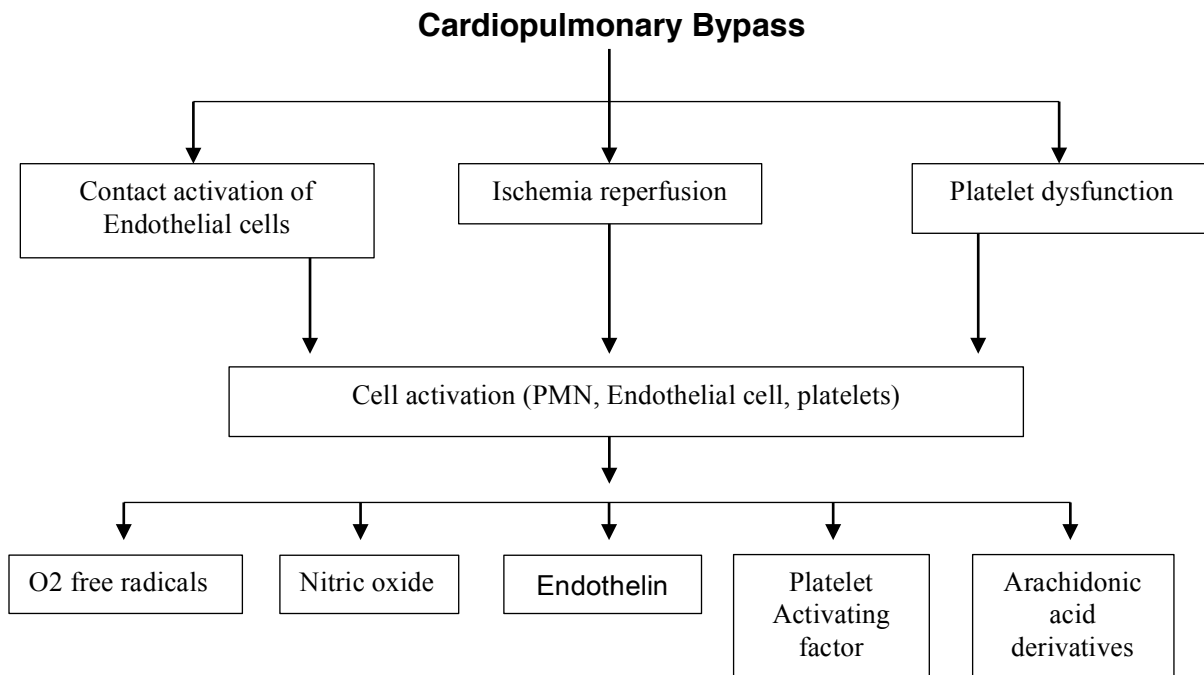 Cardiopulmonary Bypass
Contact activation of
Endothelial cells
Ischemia reperfusion
Platelet dysfunction
Cell activation (PMN, Endothelial cell, platelets)
O2 free radicals
Nitric oxide
Endothelin
Platelet
Activating
factor
Arachidonic
acid
derivatives